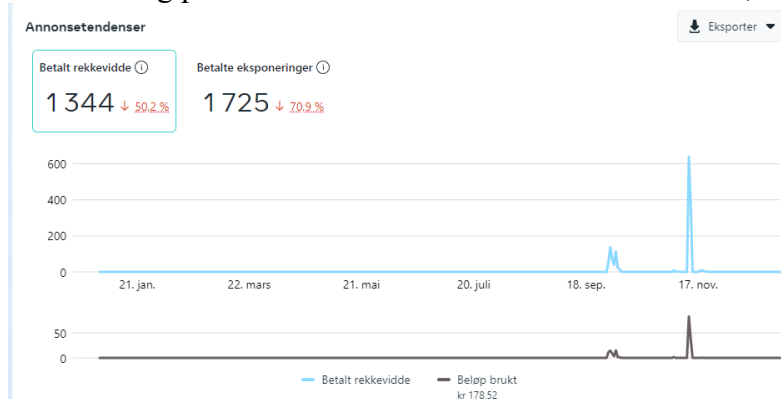 Annonsetendenser
Eksporter
Betalt rekkevidde
1 344 ↓ 50,2 %
Betalte eksponeringer
1 725 ↓ 70,9 %
600
400
200
0
21. jan. 22. mars 21. mai 20. juli 18. sep. 17. nov.
50
0
Betalt rekkevidde Beløp brukt
kr 178.52